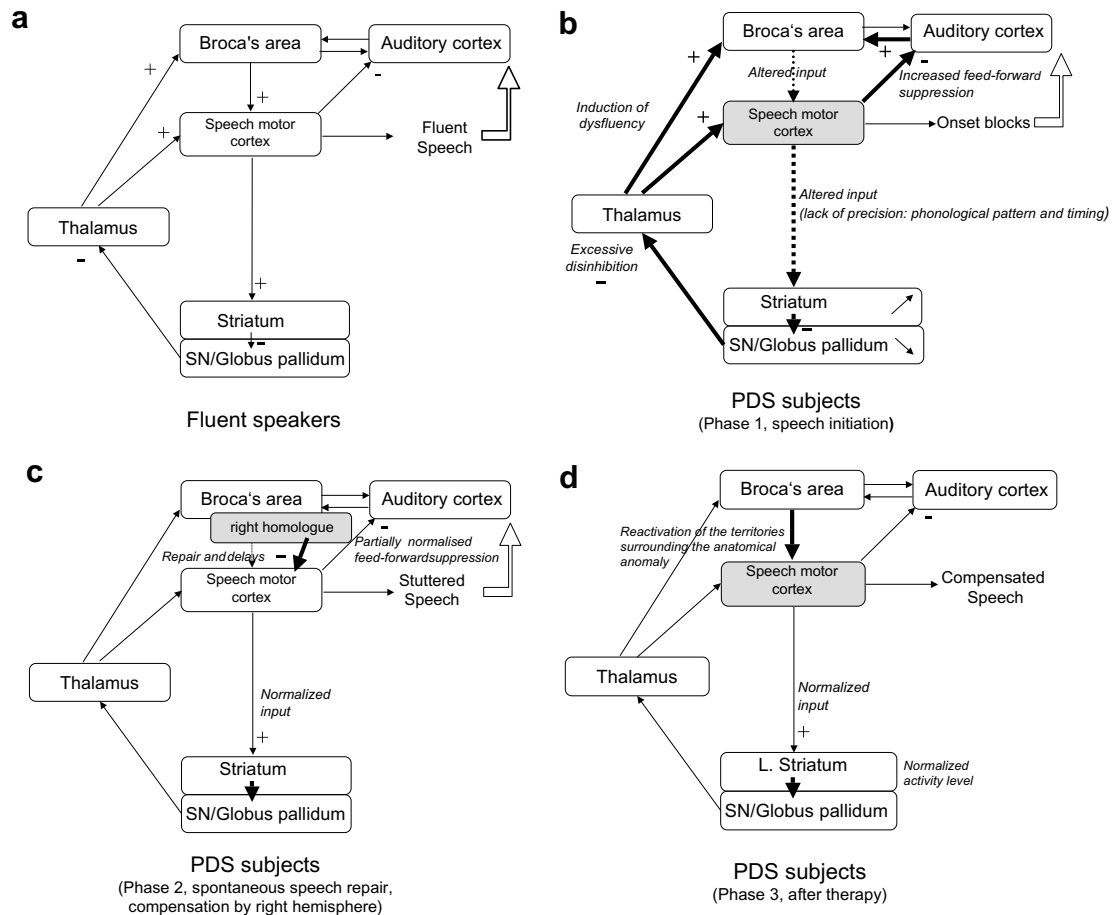 a
Broca's area
Auditory cortex
+
+
-
+
Speech motor
cortex
Fluent
Speech
Thalamus
-
+
Striatum
-
SN/Globus pallidum
Fluent speakers
b
Broca‘s area
Auditory cortex
+
-
+
Altered input
Increased feed-forward
suppression
Induction of
dysfluency
+
Speech motor
cortex
Onset blocks
Altered input
(lack of precision: phonological pattern and timing)
Thalamus
Excessive
disinhibition
-
Striatum
-
SN/Globus pallidum
PDS subjects
(Phase 1, speech initiation)
c
Broca‘s area
Auditory cortex
right homologue
-
Repair and delays
-
Partially normalised
feed-forwardsuppression
Speech motor
cortex
Stuttered
Speech
Thalamus
Normalized
input
+
Striatum
SN/Globus pallidum
PDS subjects
(Phase 2, spontaneous speech repair,
compensation by right hemisphere)
d
Broca‘s area
Auditory cortex
-
Reactivation of the territories
surrounding the anatomical
anomaly
Speech motor
cortex
Compensated
Speech
Thalamus
Normalized
input
+
L. Striatum
Normalized
activity level
SN/Globus pallidum
PDS subjects
(Phase 3, after therapy)